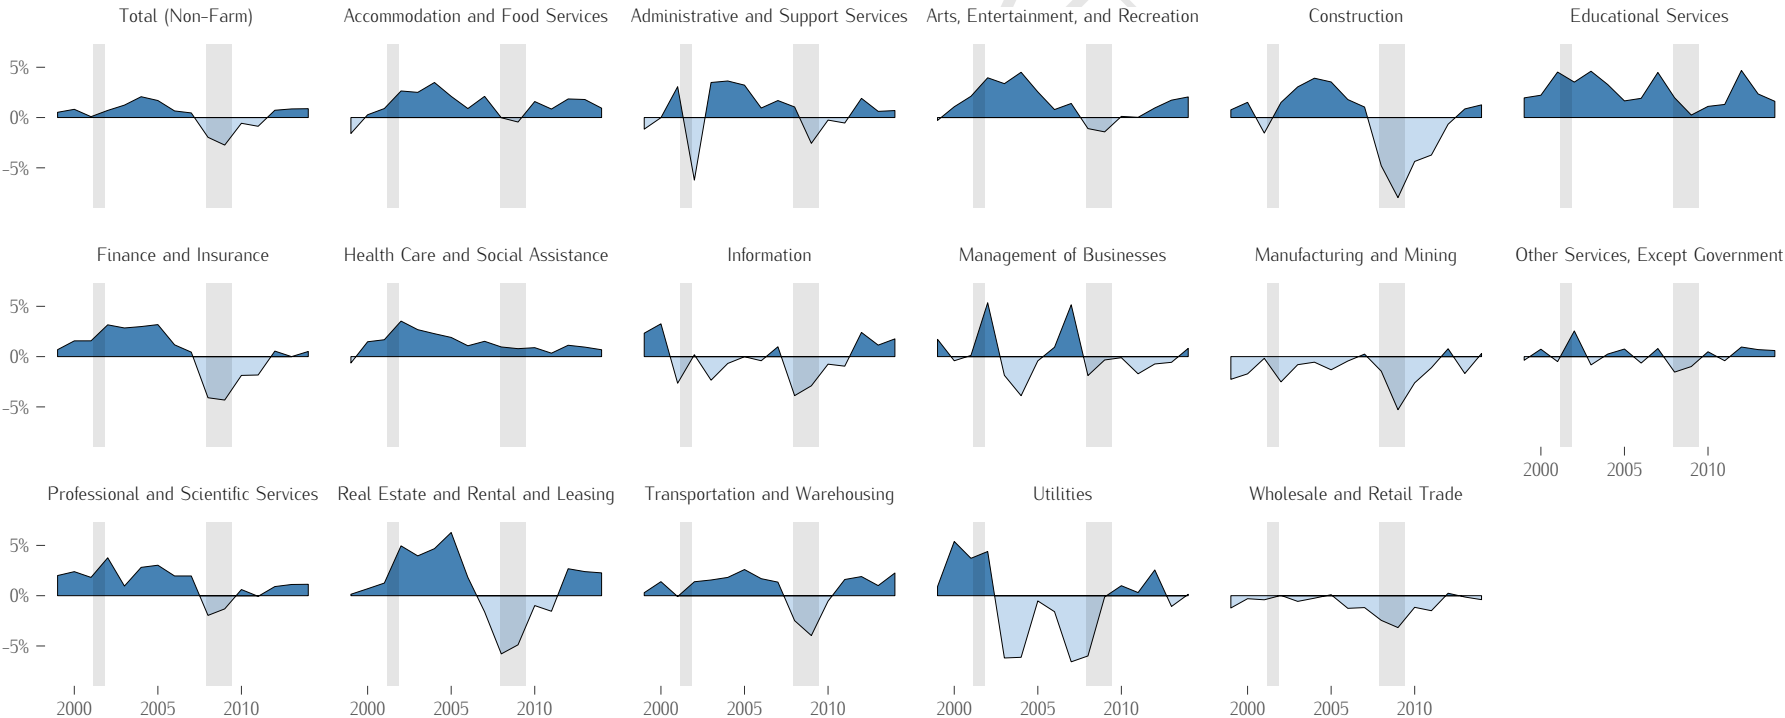 Total (Non-Farm)
Accommodation and Food Services
Administrative and Support Services
Arts, Entertainment, and Recreation
Construction
Educational Services
5%
0%
-5%
Finance and Insurance
Health Care and Social Assistance
Information
Management of Businesses
Manufacturing and Mining
Other Services, Except Government
5%
0%
-5%
2000 2005 2010
Professional and Scientific Services
Real Estate and Rental and Leasing
Transportation and Warehousing
Utilities
Wholesale and Retail Trade
5%
0%
-5%
2000 2005 2010
2000 2005 2010
2000 2005 2010
2000 2005 2010
2000 2005 2010